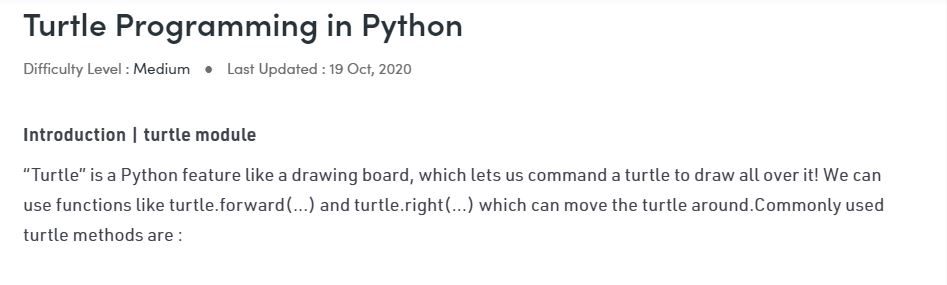 Turtle Programming in Python
Difficulty Level : Medium ● Last Updated : 19 Oct, 2020
Introduction | turtle module
“Turtle” is a Python feature like a drawing board, which lets us command a turtle to draw all over it! We can
use functions like turtle.forward(…) and turtle.right(…) which can move the turtle around.Commonly used
turtle methods are :